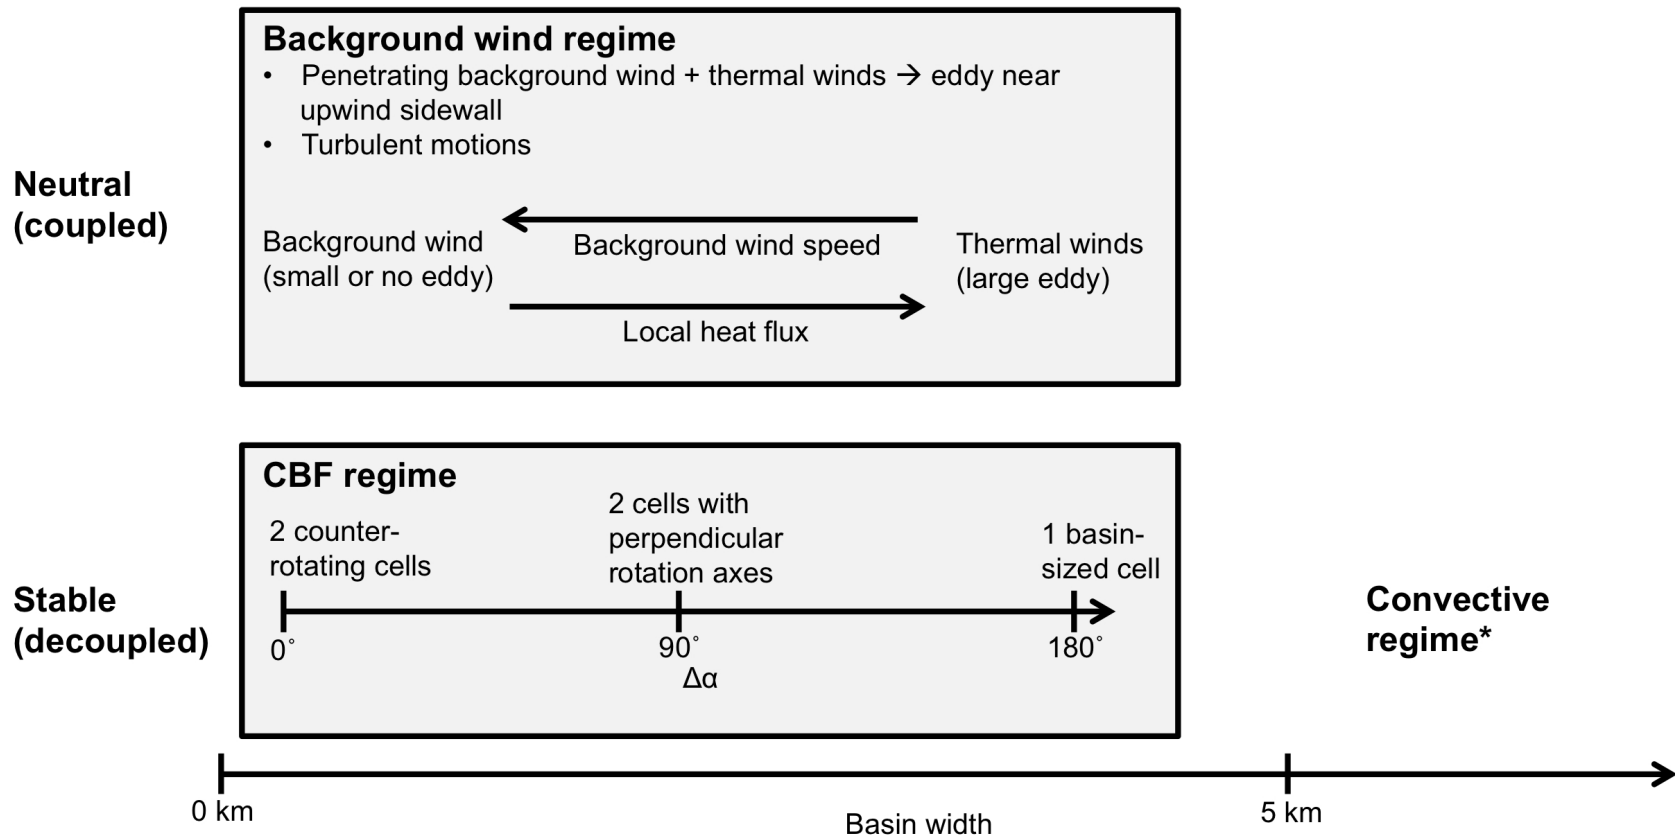 Background wind regime
• Penetrating background wind + thermal winds → eddy near
upwind sidewall
• Turbulent motions
Neutral
(coupled)
Background wind
(small or no eddy)
Background wind speed
Thermal winds
(large eddy)
Local heat flux
CBF regime
2 counter-
rotating cells
2 cells with
perpendicular
rotation axes
1 basin-
sized cell
Stable
(decoupled)
0°
90°
180°
Δα
Convective
regime*
0 km
5 km
Basin width